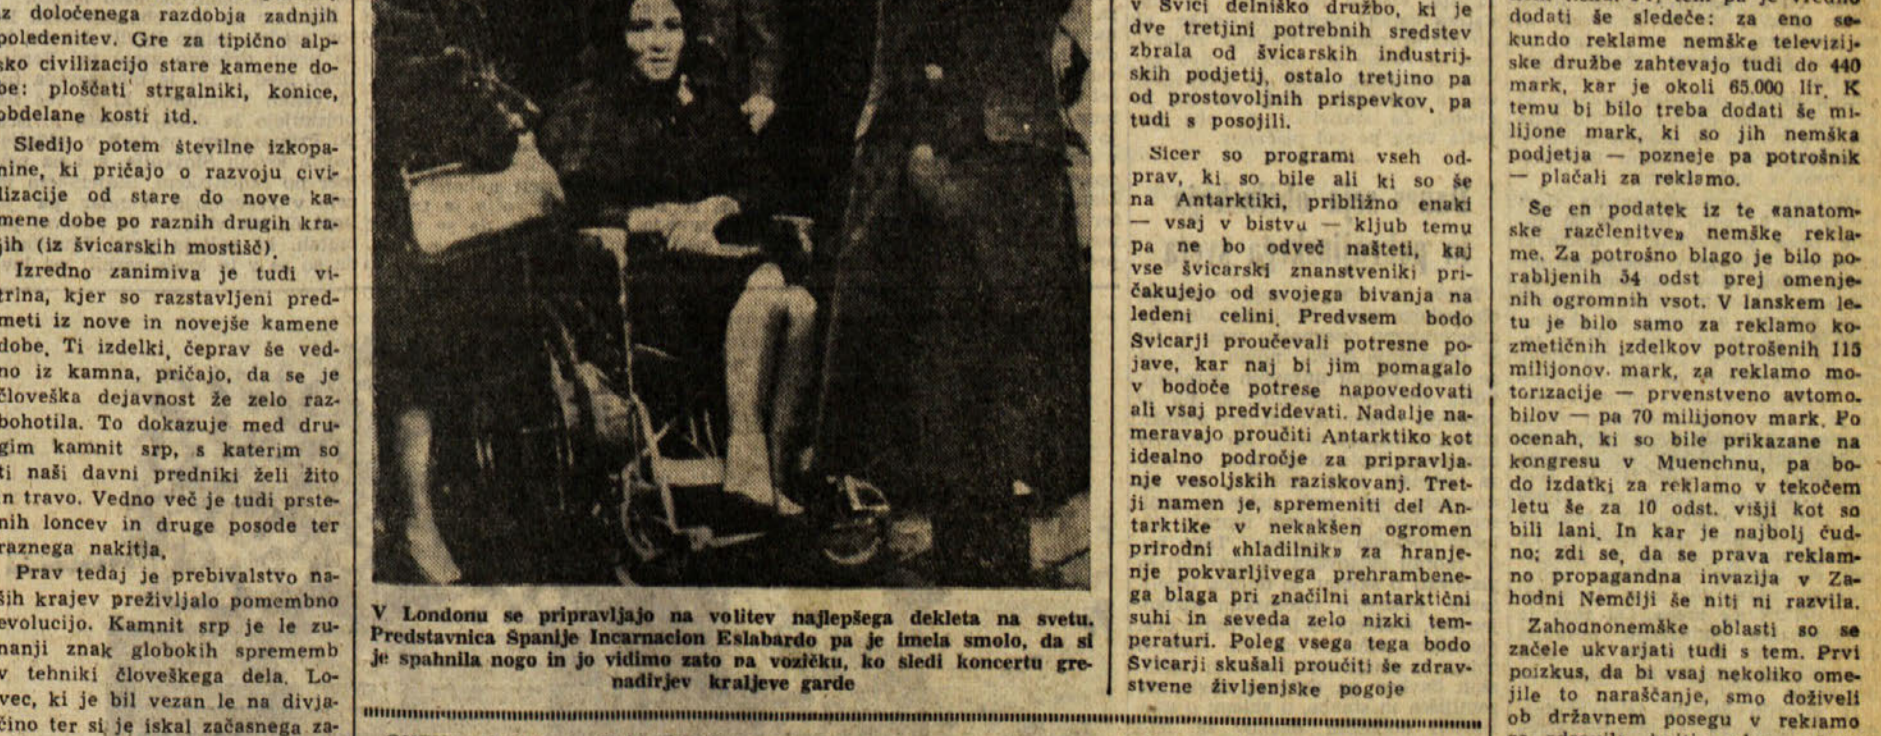 iz določenega razdobja zadnjih
poledenitev. Gre za tipično alp-
sko civilizacijo stare kamene do-
be: ploščati strgalniki, konice,
obdelane kosti itd.
Sledijo potem številne izkopa-
nine, ki pričajo o razvoju civi-
lizacije od stare do nove ka-
mene dobe po raznih drugih kra-
jih (iz švicarskih mostišč).
Izredno zanimiva je tudi vi-
trina, kjer so razstavljeni pred-
meti iz nove in novejše kamene
dobe. Ti izdelki, čeprav še ved-
no iz kamna, pričajo, da se je
človeška dejavnost že zelo raz-
bohotila. To dokazuje med dru-
gim kamnit srp, s katerim so
ti naši davni predniki želi žito
in travo. Vedno več je tudi prste-
nih loncev in druge posode ter
raznega nakitja.
Prav tedaj je prebivalstvo na-
ših krajev preživljalo pomembno
evolucijo. Kamnit srp je le zu-
nanji znak globokih sprememb
v tehniki človeškega dela. Lo-
vec, ki je bil vezan le na divja-
čino ter si je iskal začasnega za-
V Londonu se pripravljajo na volitev najlepšega dekleta na svetu.
Predstavnica Španije Incarnacion Eslabardo pa je imela smolo, da si
je spahnila nogo in jo vidimo zato na vozičku, ko sledi koncertu gre-
nadirjev kraljeve garde
v Švici delniško družbo, ki je
dve tretjini potrebnih sredstev
zbrala od švicarskih industrij-
skih podjetij, ostalo tretjino pa
od prostovoljnih prispevkov, pa
tudi s posojili.
Sicer so programi vseh od-
prav, ki so bile ali ki so še
na Antarktiki, približno enaki
— vsaj v bistvu — kljub temu
pa ne bo odveč našteti, kaj
vse švicarski znanstveniki pri-
čakujejo od svojega bivanja na
ledeni celini. Predvsem bodo
Švicarji proučevali potresne po-
jave, kar naj bi jim pomagalo
v bodoče potrese napovedovati
ali vsaj predvidevati. Nadalje na-
meravajo proučiti Antarktiko kot
idealno področje za pripravlja-
nje vesoljskih raziskovanj. Tret-
ji namen je, spremeniti del An-
tarktike v nekakšen ogromen
prirodni «hladilnik» za hranje-
nje pokvarljivega prehrambene-
ga blaga pri značilni antarktični
suhi in seveda zelo nizki tem-
peraturi. Poleg vsega tega bodo
Švicarji skušali proučiti še zdrav-
stvene življenjske pogoje
dodati še sledeče: za eno se-
kundo reklame nemške televizij-
ske družbe zahtevajo tudi do 440
mark, kar je okoli 65.000 lir. K
temu bi bilo treba dodati še mi-
lijone mark, ki so jih nemška
podjetja — pozneje pa potrošnik
— plačali za reklamo.
Še en podatek iz te «anatom-
ske razčlenitve» nemške rekla-
me. Za potrošno blago je bilo po-
rabljenih 54 odst prej omenje-
nih ogromnih vsot. V lanskem le-
tu je bilo samo za reklamo ko-
zmetičnih izdelkov potrošenih 115
milijonov. mark, za reklamo mo-
torizacije — prvenstveno avtomo.
bilov — pa 70 milijonov mark. Po
ocenah, ki so bile prikazane na
kongresu v Muenchnu, pa bo-
do izdatki za reklamo v tekočem
letu še za 10 odst. višji kot so
bili lani. In kar je najbolj čud-
no; zdi se, da se prava reklam-
no propagandna invazija v Za-
hodni Nemčiji še niti ni razvila.
Zahodnonemške oblasti so se
začele ukvarjati tudi s tem. Prvi
poizkus, da bi vsaj nekoliko ome-
jile to naraščanje, smo doživeli
ob državnem posegu v reklamo